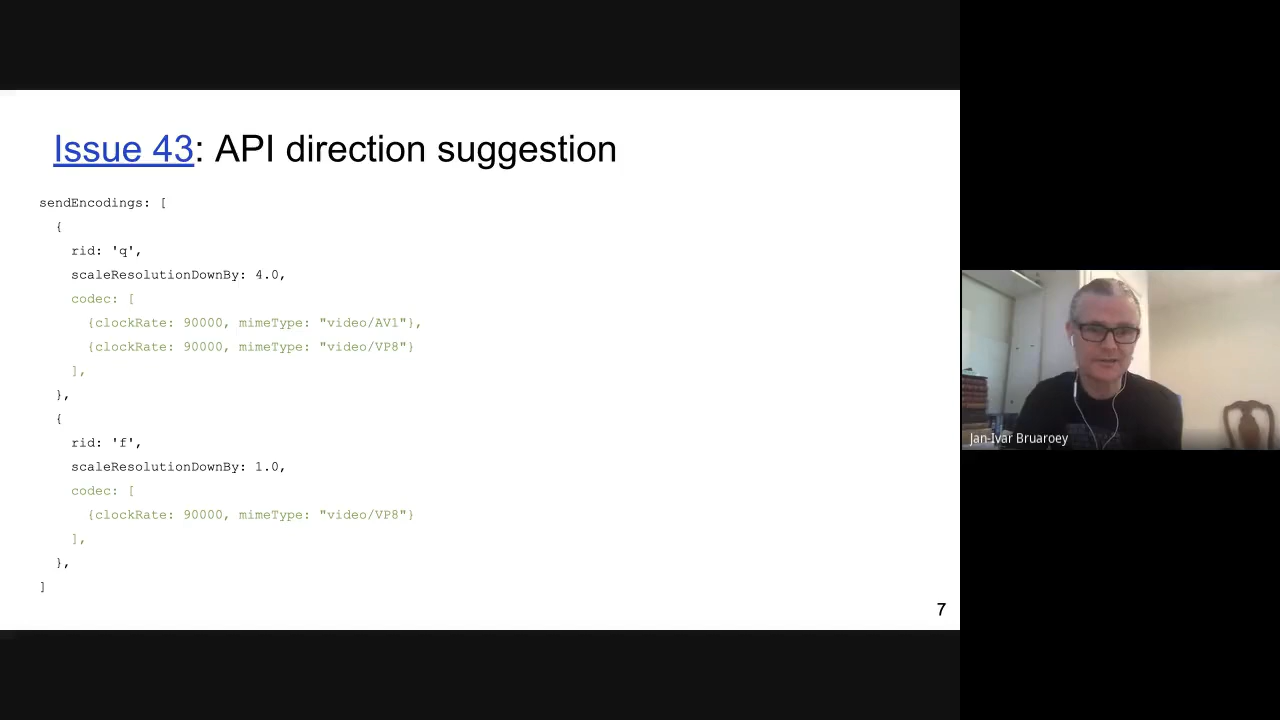 Issue 43: API direction suggestion
sendEncodings: [
{
rid: 'q',
scaleResolutionDownBy: 4.0,
codec: [
{clockRate: 90000, mimeType: "video/AV1"},
{clockRate: 90000, mimeType: "video/VP8"}
],
},
{
rid: 'f',
scaleResolutionDownBy: 1.0,
codec: [
{clockRate: 90000, mimeType: "video/VP8"}
],
},
]
7
Jan-Ivar Bruaroey